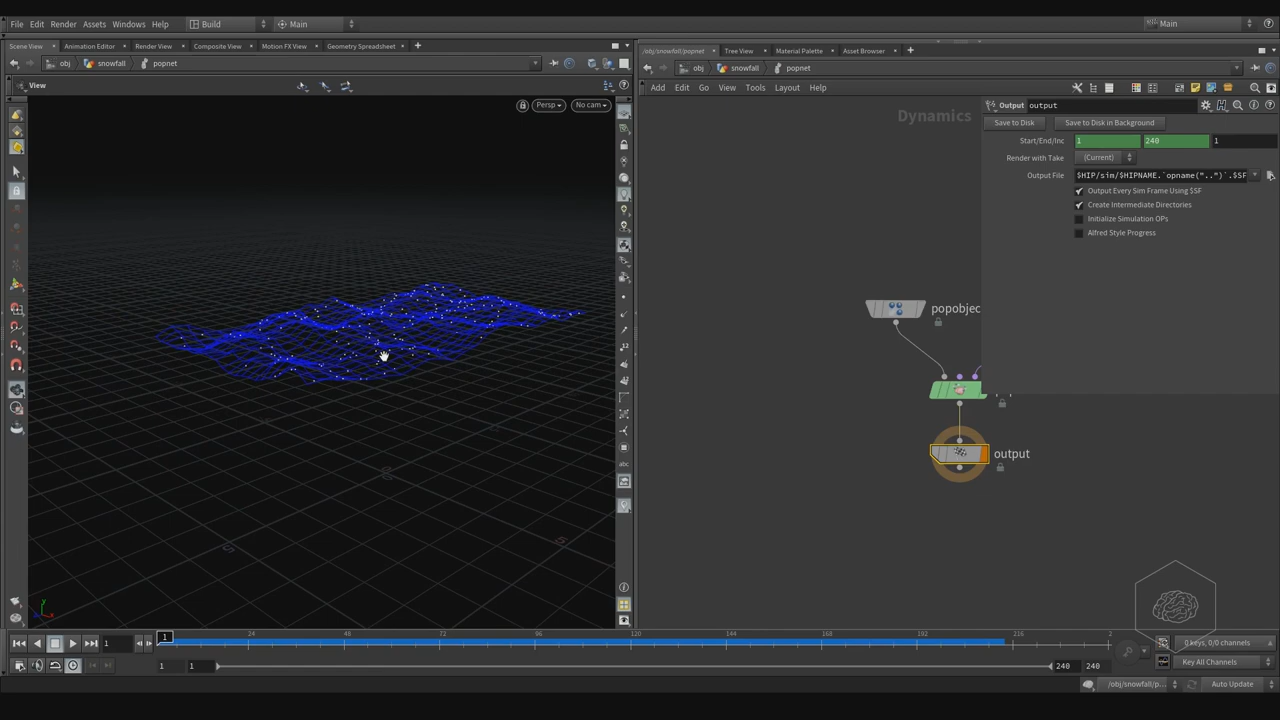 File Edit Render Assets Windows Help Build Main Main
Scene View Animation Editor Render View Composite View Motion FX View Geometry Spreadsheet
/obj/snowfall/popnet Tree View Material Palette Asset Browser
obj snowfall popnet
obj snowfall popnet
View
Add Edit Go View Tools Layout Help
Persp No cam
Dynamics
Output output
Save to Disk Save to Disk in Background
Start/End/Inc 1 240 1
Render with Take (Current)
Output File $HIP/sim/$HIPNAME.`opname("..")`.$SF
Output Every Sim Frame Using $SF
Create Intermediate Directories
Initialize Simulation OPs
Alfred Style Progress
popobjec
output
abc
1 1 24 48 72 96 120 144 168 192 216 2
0 keys, 0/0 channels
1 1 240 240 Key All Channels
/obj/snowfall/p... Auto Update